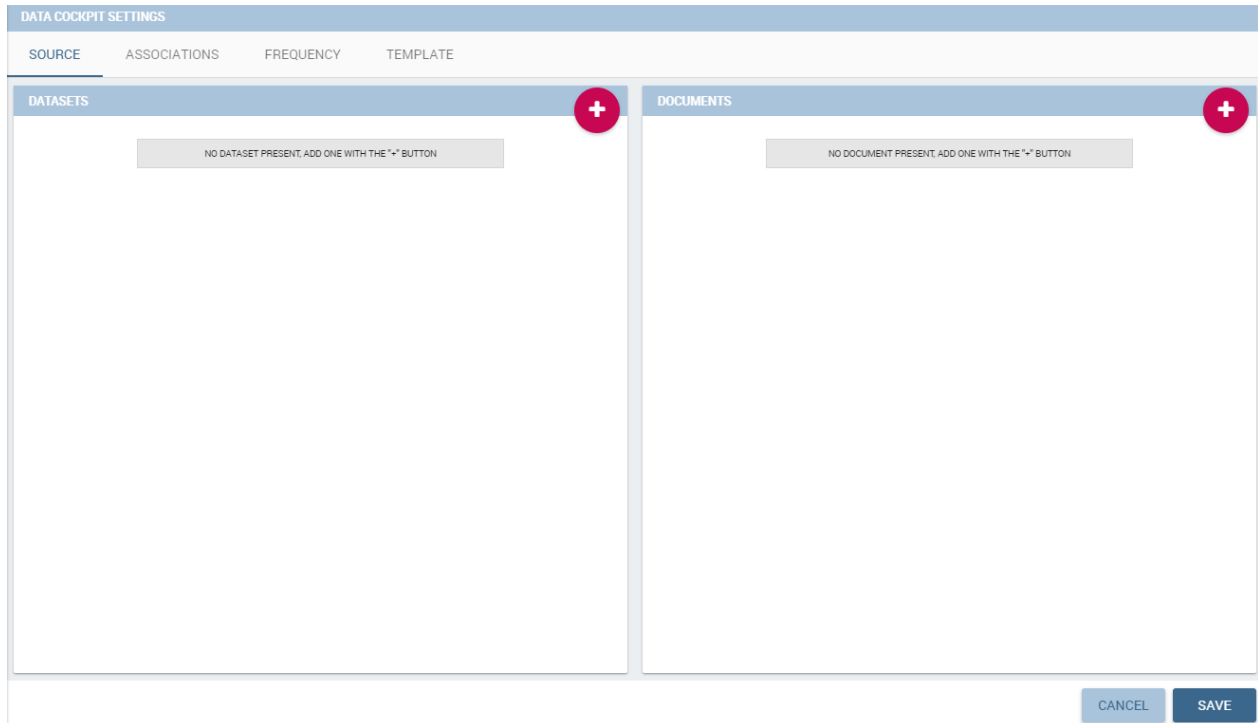 DATA COCKPIT SETTINGS
SOURCE ASSOCIATIONS FREQUENCY TEMPLATE
DATASETS
NO DATASET PRESENT, ADD ONE WITH THE "+" BUTTON
DOCUMENTS
NO DOCUMENT PRESENT, ADD ONE WITH THE "+" BUTTON
CANCEL SAVE